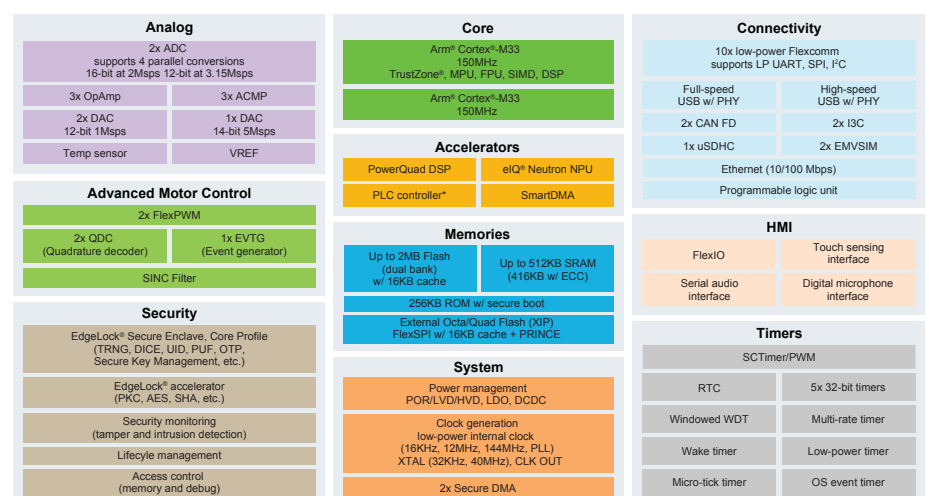 Analog
2x ADC
supports 4 parallel conversions
16-bit at 2Msps 12-bit at 3.15Msps
3x OpAmp
3x ACMP
2x DAC
12-bit 1Msps
1x DAC
14-bit 5Msps
Temp sensor
VREF
Advanced Motor Control
2x FlexPWM
2x QDC
(Quadrature decoder)
1x EVTG
(Event generator)
SINC Filter
Security
EdgeLock® Secure Enclave, Core Profile
(TRNG, DICE, UID, PUF, OTP,
Secure Key Management, etc.)
EdgeLock® accelerator
(PKC, AES, SHA, etc.)
Security monitoring
(tamper and intrusion detection)
Lifecyle management
Access control
(memory and debug)
Core
Arm® Cortex®-M33
150MHz
TrustZone®, MPU, FPU, SIMD, DSP
Arm® Cortex®-M33
150MHz
Accelerators
PowerQuad DSP
eIQ® Neutron NPU
PLC controller*
SmartDMA
Memories
Up to 2MB Flash
(dual bank)
w/ 16KB cache
Up to 512KB SRAM
(416KB w/ ECC)
256KB ROM w/ secure boot
External Octa/Quad Flash (XIP)
FlexSPI w/ 16KB cache + PRINCE
System
Power management
POR/LVD/HVD, LDO, DCDC
Clock generation
low-power internal clock
(16KHz, 12MHz, 144MHz, PLL)
XTAL (32KHz, 40MHz), CLK OUT
2x Secure DMA
Connectivity
10x low-power Flexcomm
supports LP UART, SPI, I²C
Full-speed
USB w/ PHY
High-speed
USB w/ PHY
2x CAN FD
2x I3C
1x uSDHC
2x EMVSIM
Ethernet (10/100 Mbps)
Programmable logic unit
HMI
FlexIO
Touch sensing
interface
Serial audio
interface
Digital microphone
interface
Timers
SCTimer/PWM
RTC
5x 32-bit timers
Windowed WDT
Multi-rate timer
Wake timer
Low-power timer
Micro-tick timer
OS event timer